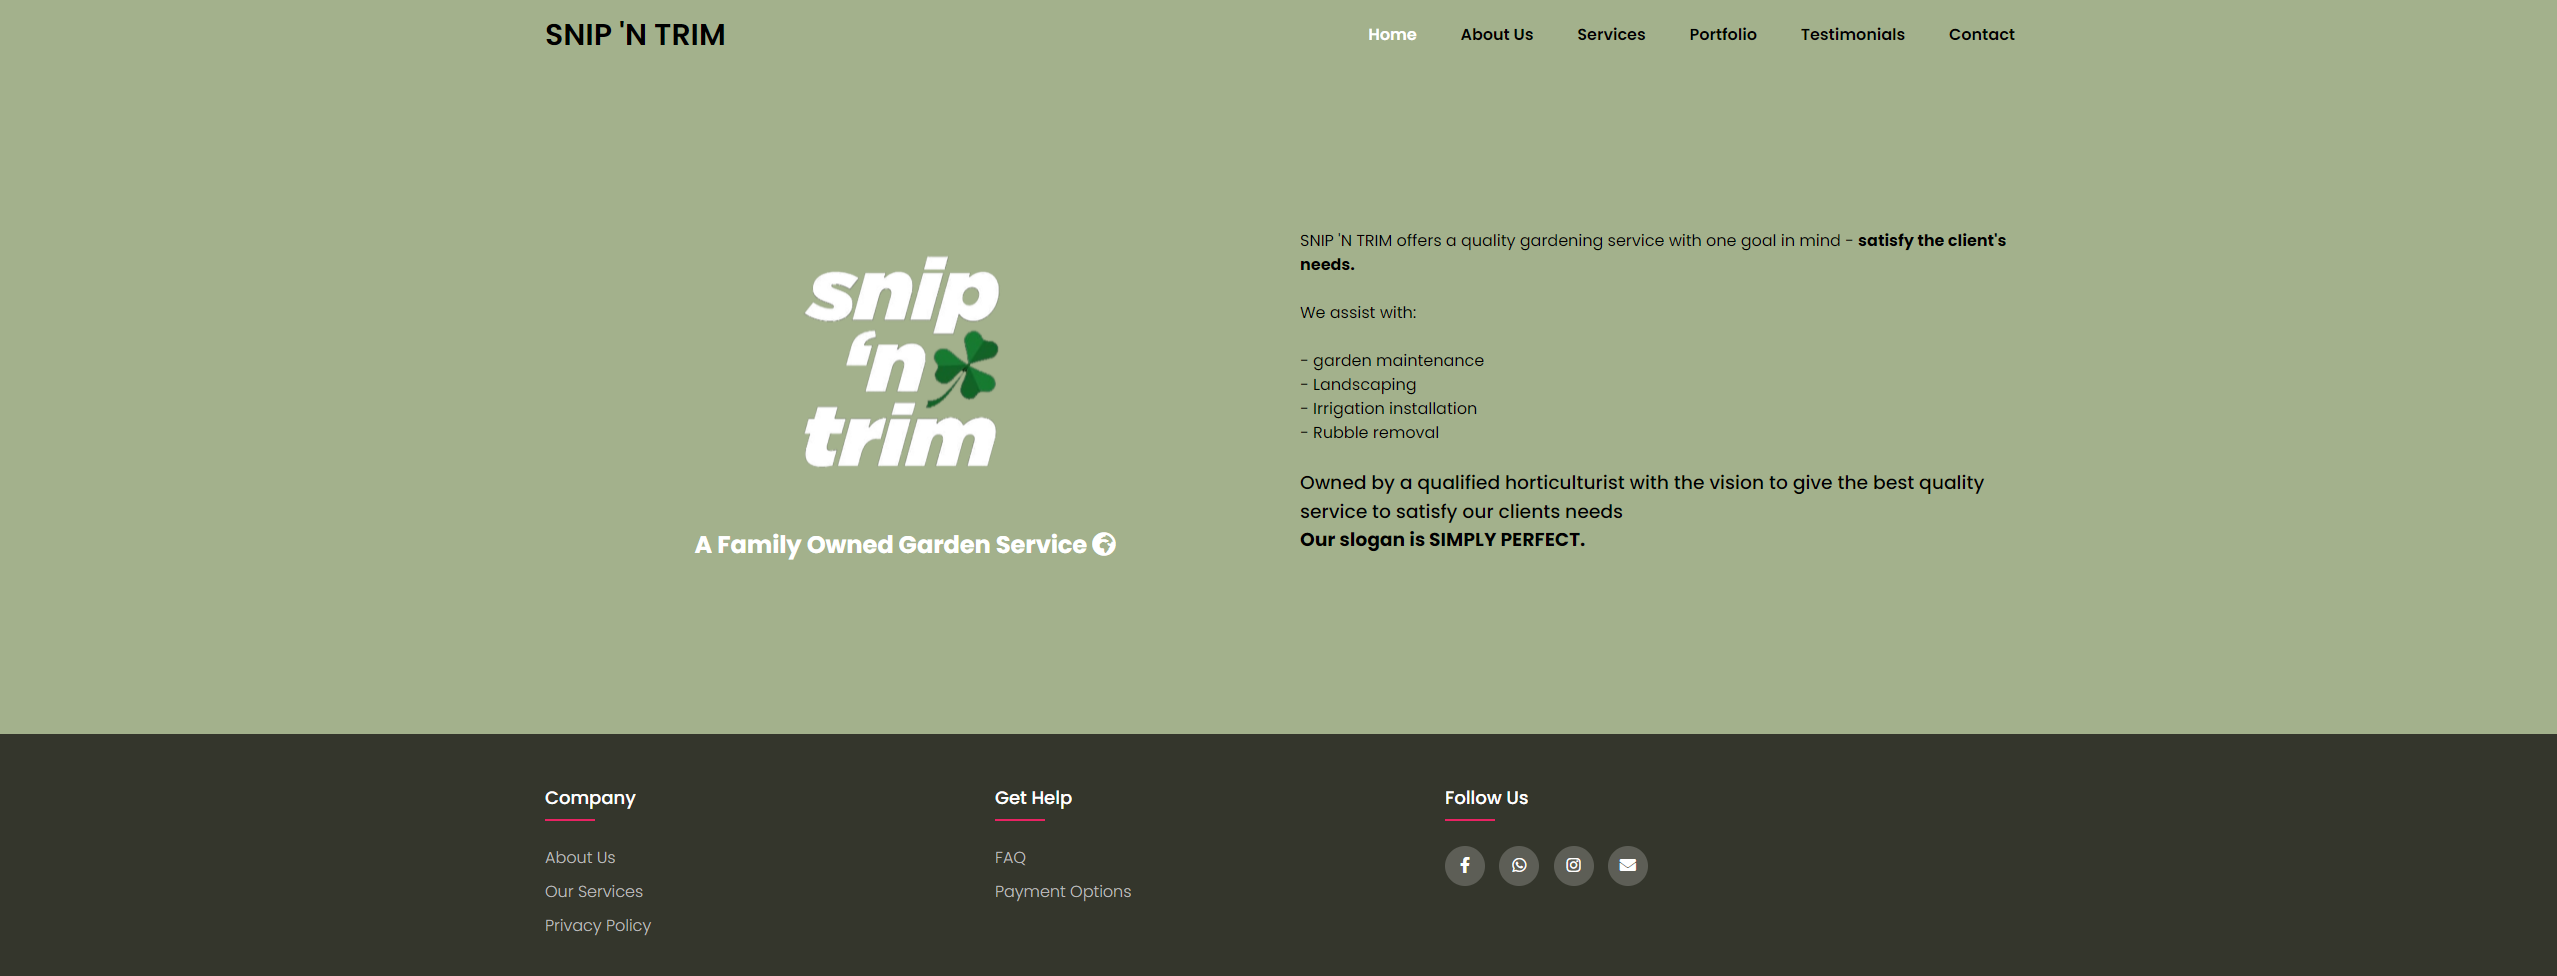 SNIP 'N TRIM
Home About Us Services Portfolio Testimonials Contact
snip
‘n
trim
A Family Owned Garden Service
SNIP 'N TRIM offers a quality gardening service with one goal in mind - satisfy the client's
needs.
We assist with:
- garden maintenance
- Landscaping
- Irrigation installation
- Rubble removal
Owned by a qualified horticulturist with the vision to give the best quality
service to satisfy our clients needs
Our slogan is SIMPLY PERFECT.
Company
About Us
Our Services
Privacy Policy
Get Help
FAQ
Payment Options
Follow Us